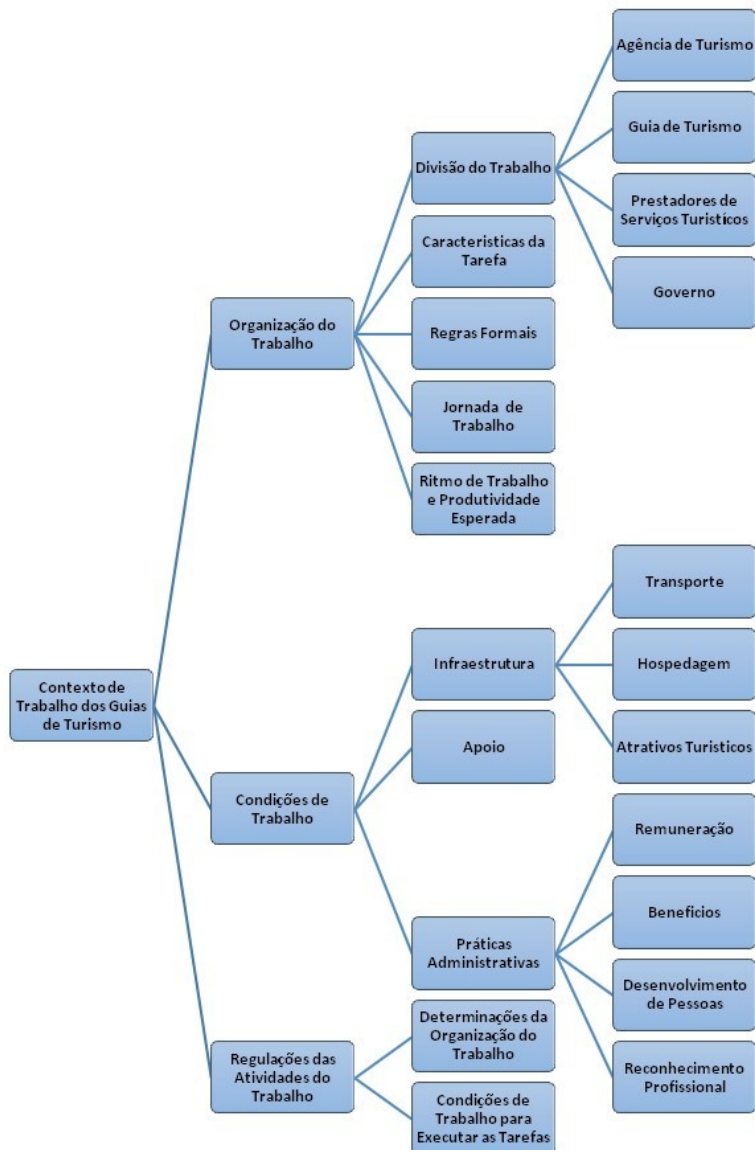 Agência de Turismo
Guia de Turismo
Divisão do Trabalho
Prestadores de
Serviços Turisticos
Caracteristicas da
Tarefa
Governo
Organização do
Trabalho
Regras Formais
Jornada de
Trabalho
Ritmo de Trabalho
e Produtividade
Esperada
Transporte
Infraestrutura
Hospedagem
Contexto de
Trabalho dos Guias
de Turismo
Apoio
Atrativos Turisticos
Condições de
Trabalho
Remuneração
Beneficios
Práticas
Administrativas
Desenvolvimento
de Pessoas
Determinações da
Organização do
Trabalho
Regulações das
Atividades do
Trabalho
Reconhecimento
Profissional
Condições de
Trabalho para
Executar as Tarefas